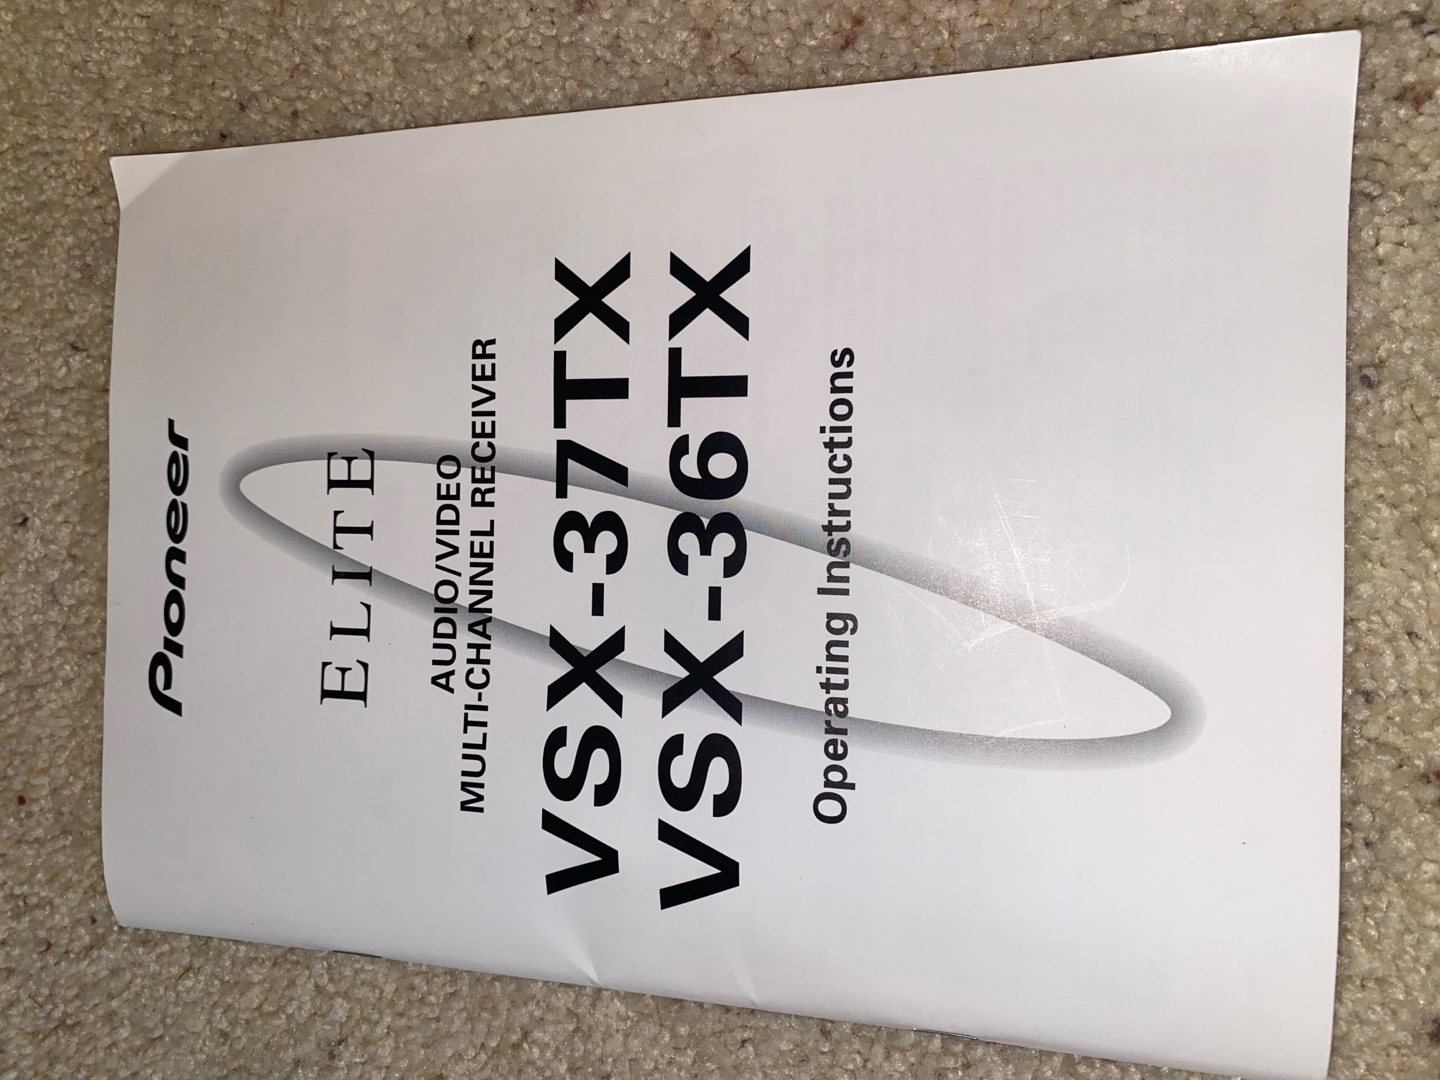 Pioneer
ELITE
AUDIO/VIDEO
MULTI-CHANNEL RECEIVER
VSX-37TX
VSX-36TX
Operating Instructions